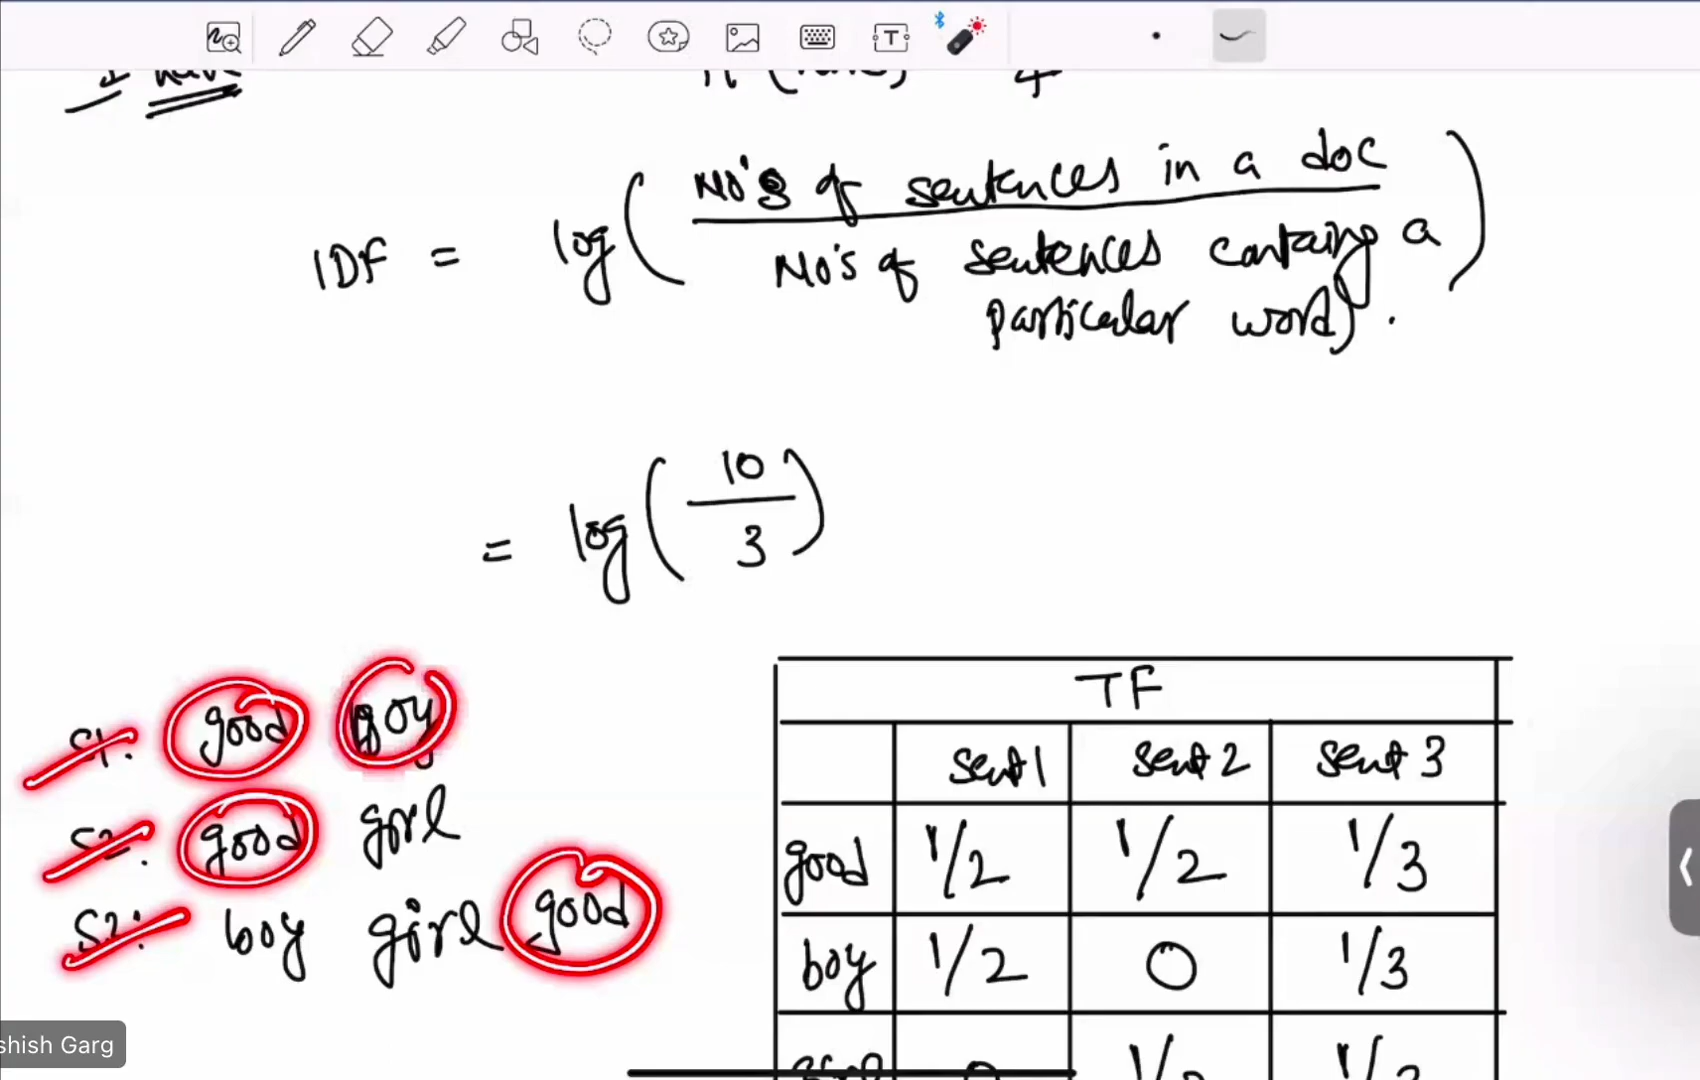 IDF = log ( No's of sentences in a doc
No's of sentences containg a
particular word) . )
= log ( 10 / 3 )
S1: good boy
S2: good girl
S3: boy girl good
TF
sent 1 sent 2 sent 3
good 1/2 1/2 1/3
boy 1/2 0 1/3
shish Garg